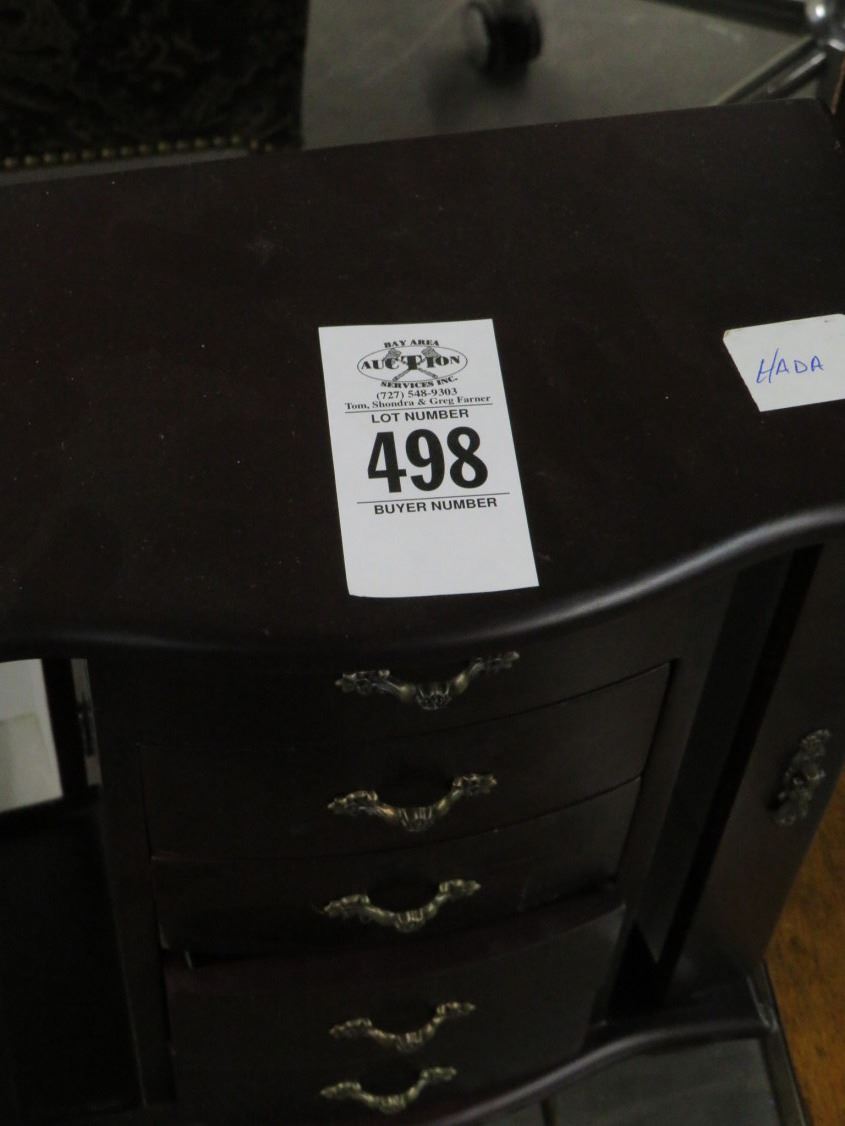 BAY AREA
AUCTION
SERVICES INC.
(727) 548-9303
Tom, Shondra & Greg Farner
LOT NUMBER
498
BUYER NUMBER
HADA